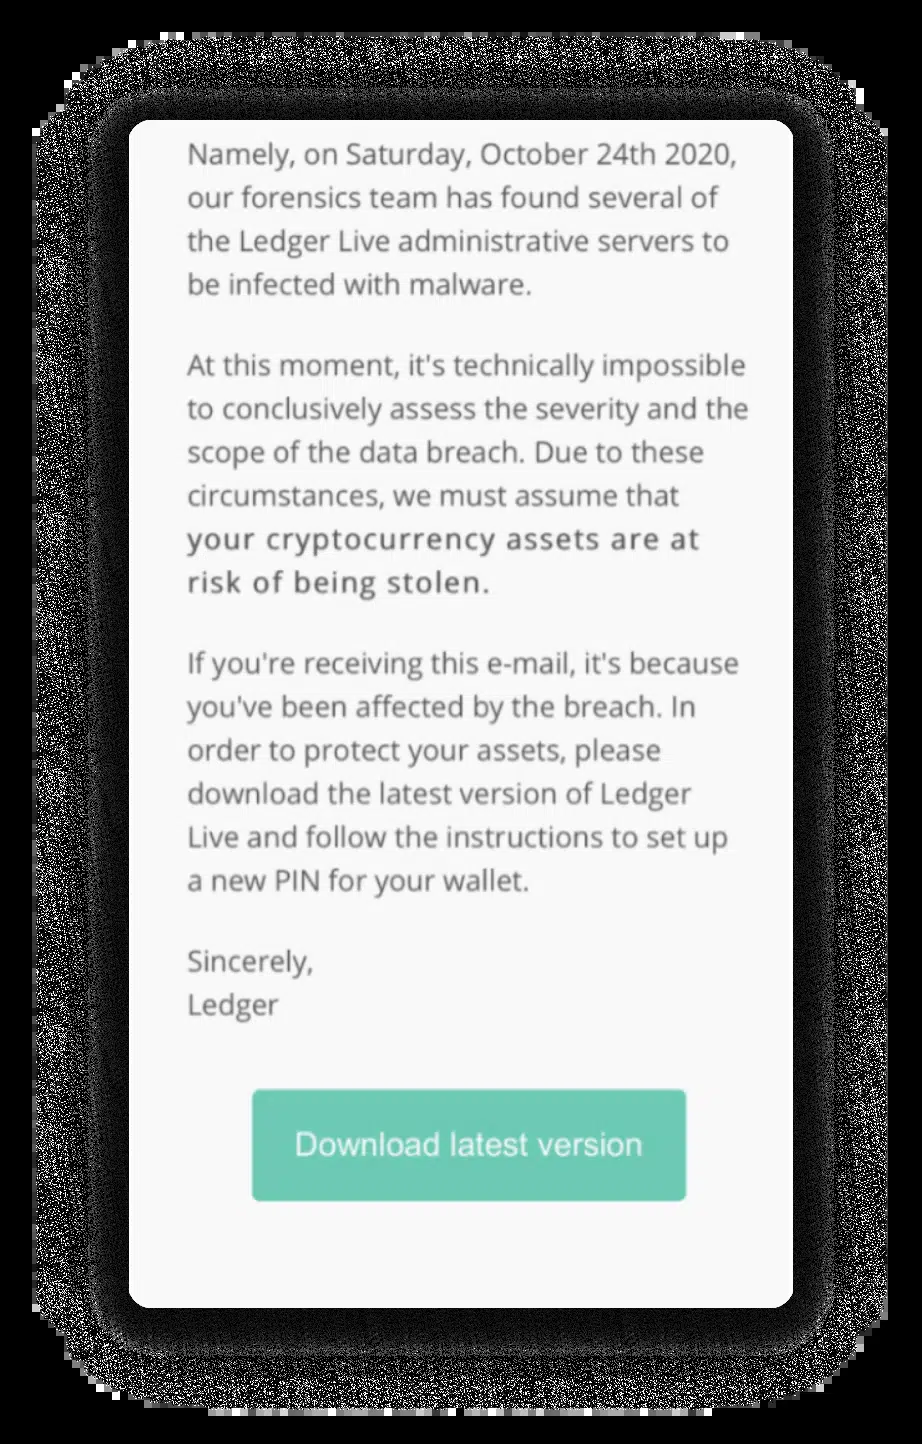 Namely, on Saturday, October 24th 2020,
our forensics team has found several of
the Ledger Live administrative servers to
be infected with malware.
At this moment, it's technically impossible
to conclusively assess the severity and the
scope of the data breach. Due to these
circumstances, we must assume that
your cryptocurrency assets are at
risk of being stolen.
If you're receiving this e-mail, it's because
you've been affected by the breach. In
order to protect your assets, please
download the latest version of Ledger
Live and follow the instructions to set up
a new PIN for your wallet.
Sincerely,
Ledger
Download latest version